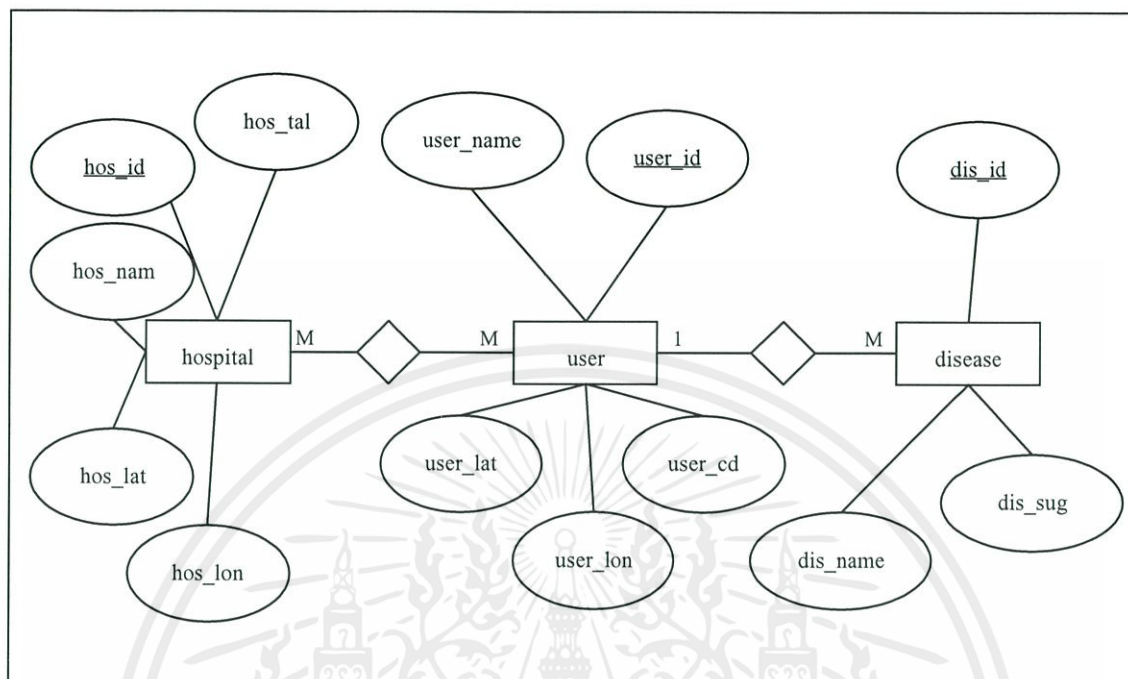 hos_tal
user_name
user_id
hos_id
dis_id
hos_nam
hospital
M
M
user
1
M
disease
hos_lat
user_lat
user_cd
dis_sug
hos_lon
user_lon
dis_name